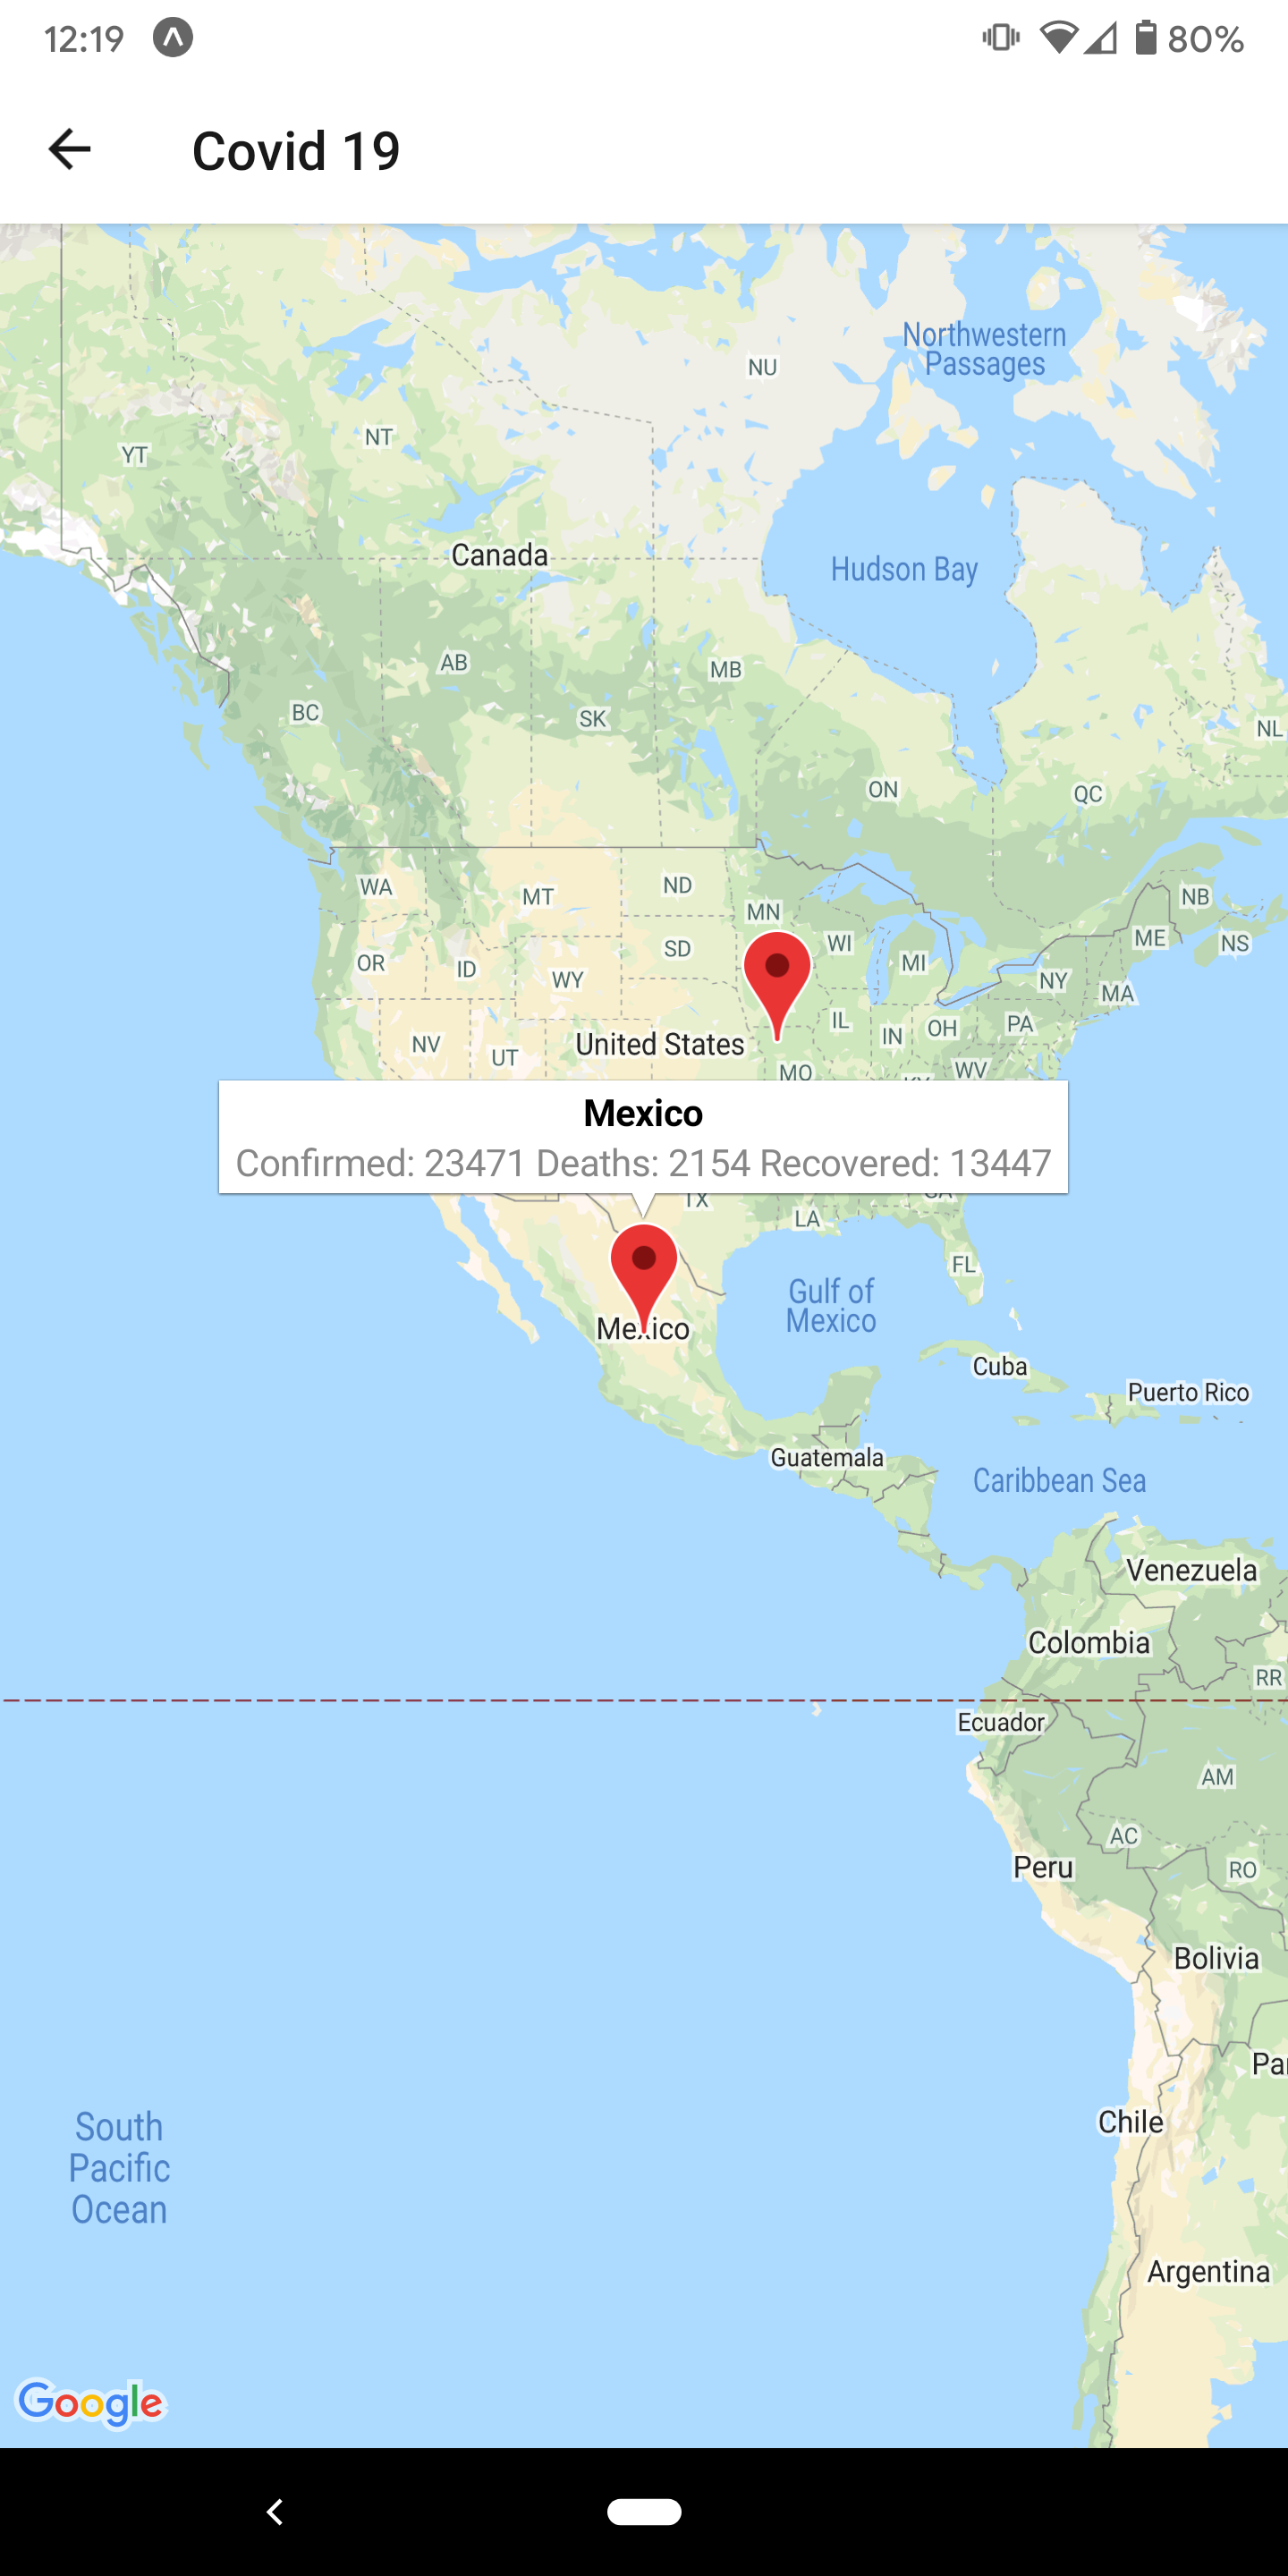 12:19
80%
Covid 19
Northwestern
Passages
NU
NT
YT
Canada
Hudson Bay
AB
MB
BC
SK
NL
ON
QC
WA
MT
ND
MN
NB
OR
ID
WY
SD
WI
MI
ME
NS
NY
MA
NV
UT
United States
IL
IN
OH
PA
MO
WV
Mexico
Confirmed: 23471 Deaths: 2154 Recovered: 13447
TX
LA
FL
Gulf of
Mexico
Mexico
Cuba
Puerto Rico
Guatemala
Caribbean Sea
Venezuela
Colombia
RR
Ecuador
AM
AC
Peru
RO
Bolivia
Chile
South
Pacific
Ocean
Argentina
Google